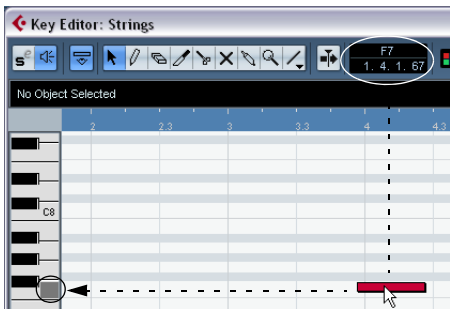 Key Editor: Strings
S
F7
1. 4. 1. 67
No Object Selected
2 2.3 3 3.3 4 4.3
C8